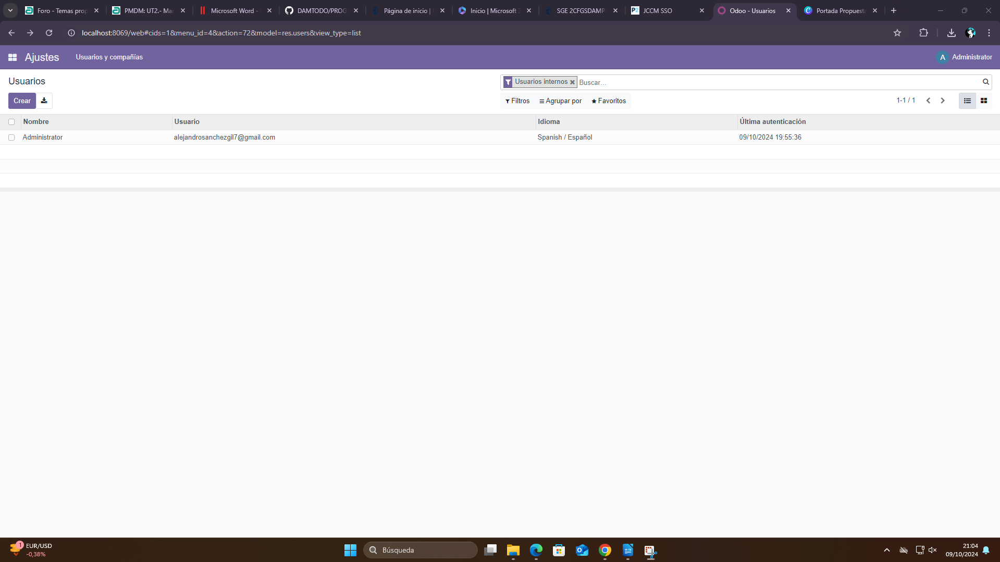 Foro - Temas prop
PMDM: UT2.- Mar
Microsoft Word -
DAMTODO/PROG
Página de inicio |
Inicio | Microsoft 3
SGE 2CFGSDAMP
P2 JCCM SSO
Odoo - Usuarios
Portada Propuesta
localhost:8069/web#cids=1&menu_id=4&action=72&model=res.users&view_type=list
Ajustes
Usuarios y compañías
A Administrator
Usuarios
Usuarios internos
Buscar...
Crear
Filtros
Agrupar por
Favoritos
1-1 / 1
Nombre Usuario Idioma Última autenticación
Administrator alejandrosanchezgil7@gmail.com Spanish / Español 09/10/2024 19:55:36
1
EUR/USD
-0,38%
Búsqueda
21:04
09/10/2024